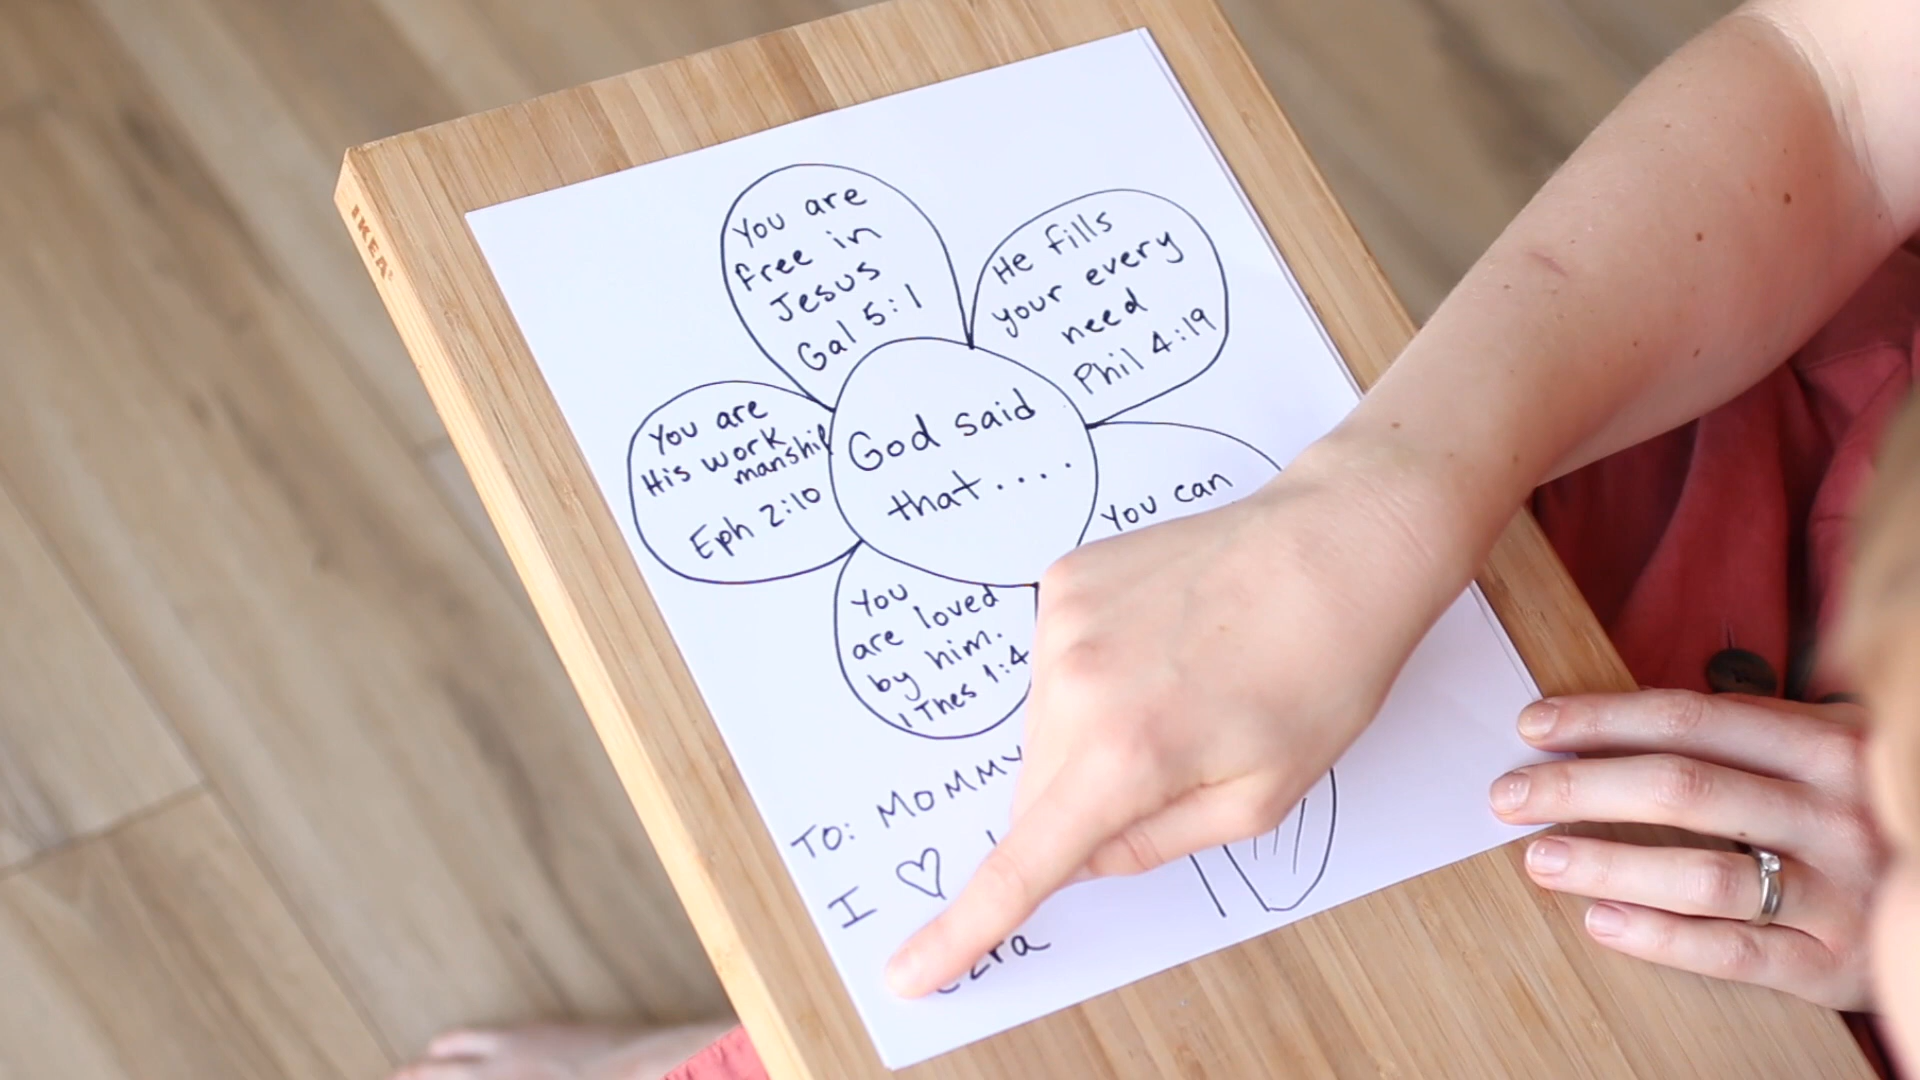 IKEA
You are
free in
Jesus
Gal 5:1
He fills
your every
need
Phil 4:19
You are
His work
manship
Eph 2:10
God said
that....
You can
You
are loved
by him.
1 Thes 1:4
TO: MOMMY
I ♡